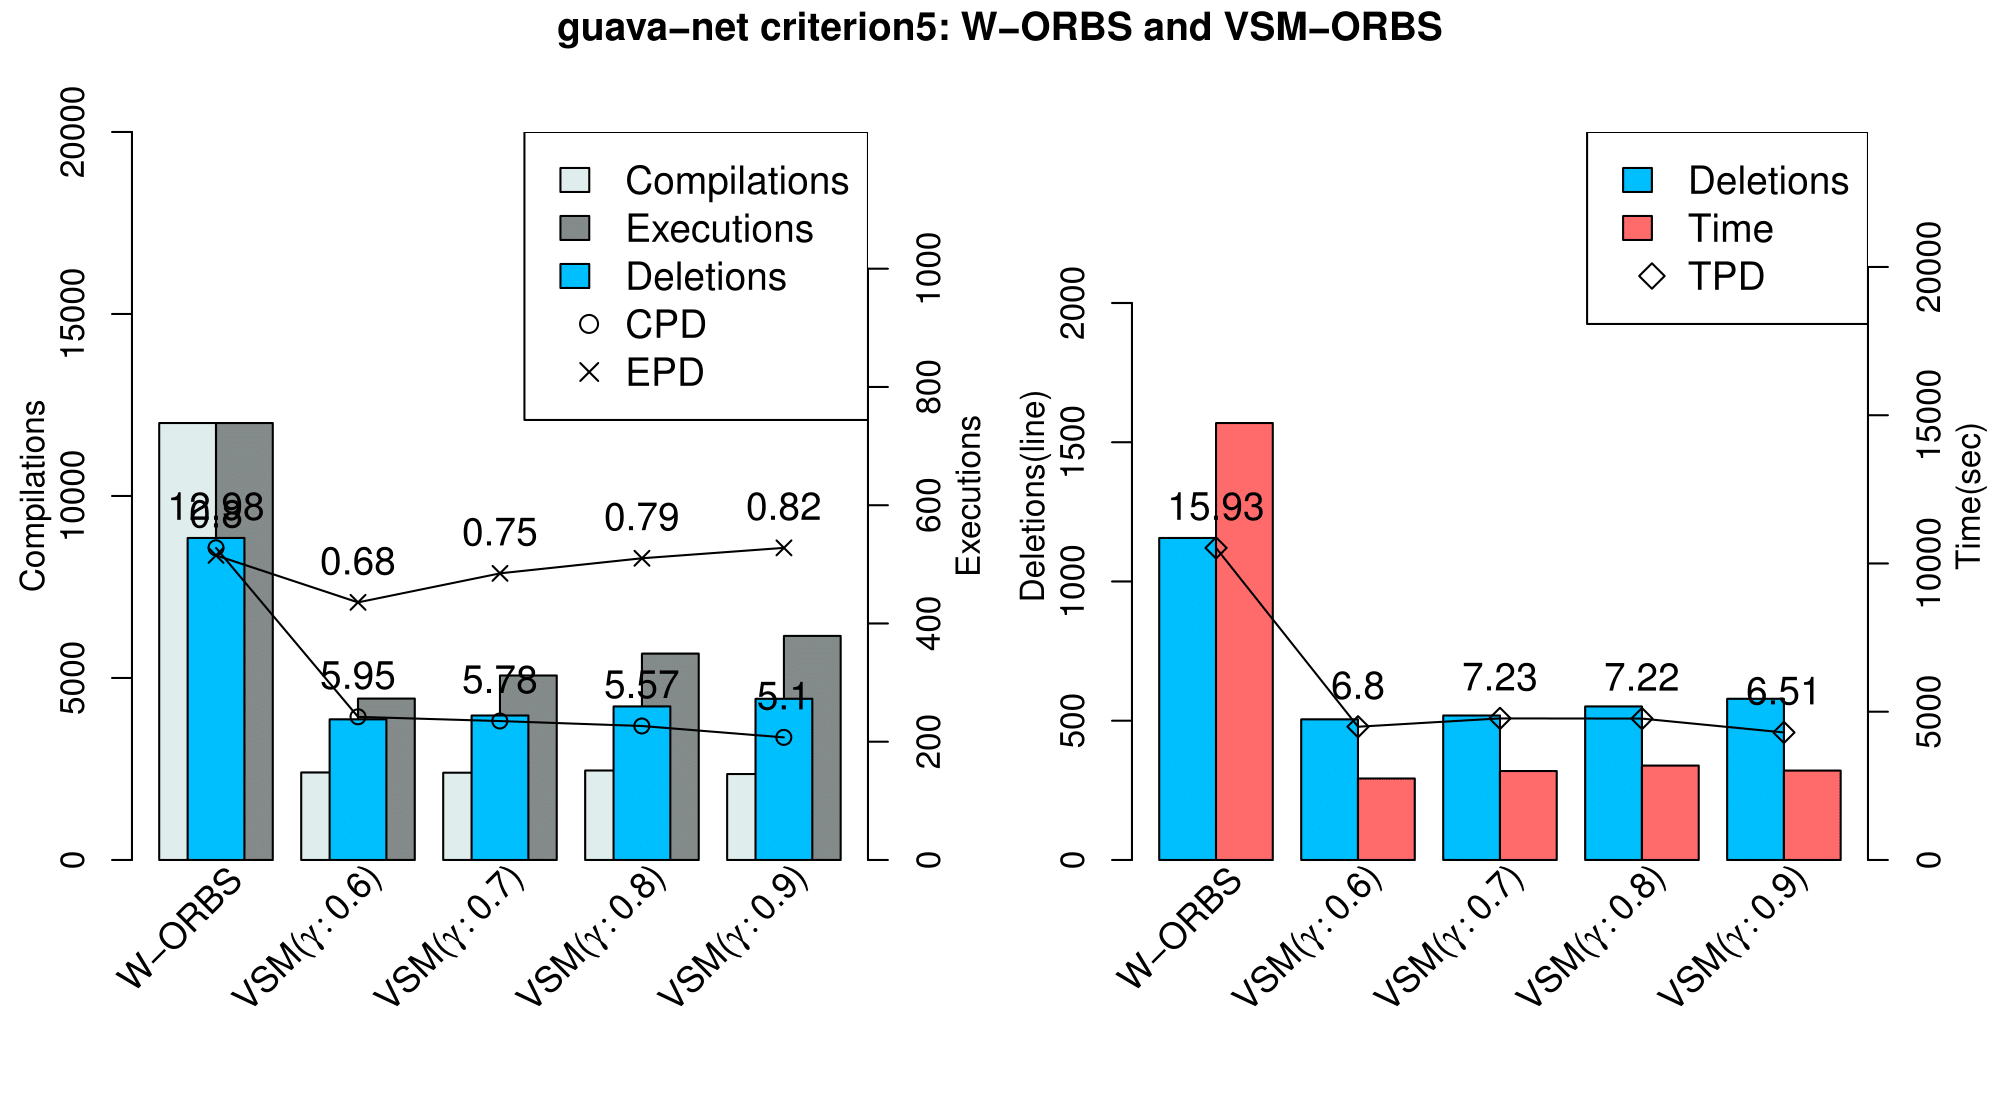 guava−net criterion5: W−ORBS and VSM−ORBS
Compilations
0
5000
10000
15000
20000
Compilations
Executions
Deletions
CPD
EPD
12.98
0.8
0.68
0.75
0.79
0.82
5.95
5.78
5.57
5.1
0
200
400
600
800
1000
Executions
W−ORBS
VSM(γ: 0.6)
VSM(γ: 0.7)
VSM(γ: 0.8)
VSM(γ: 0.9)
Deletions(line)
0
500
1000
1500
2000
Deletions
Time
TPD
15.93
6.8
7.23
7.22
6.51
0
5000
10000
15000
20000
Time(sec)
W−ORBS
VSM(γ: 0.6)
VSM(γ: 0.7)
VSM(γ: 0.8)
VSM(γ: 0.9)